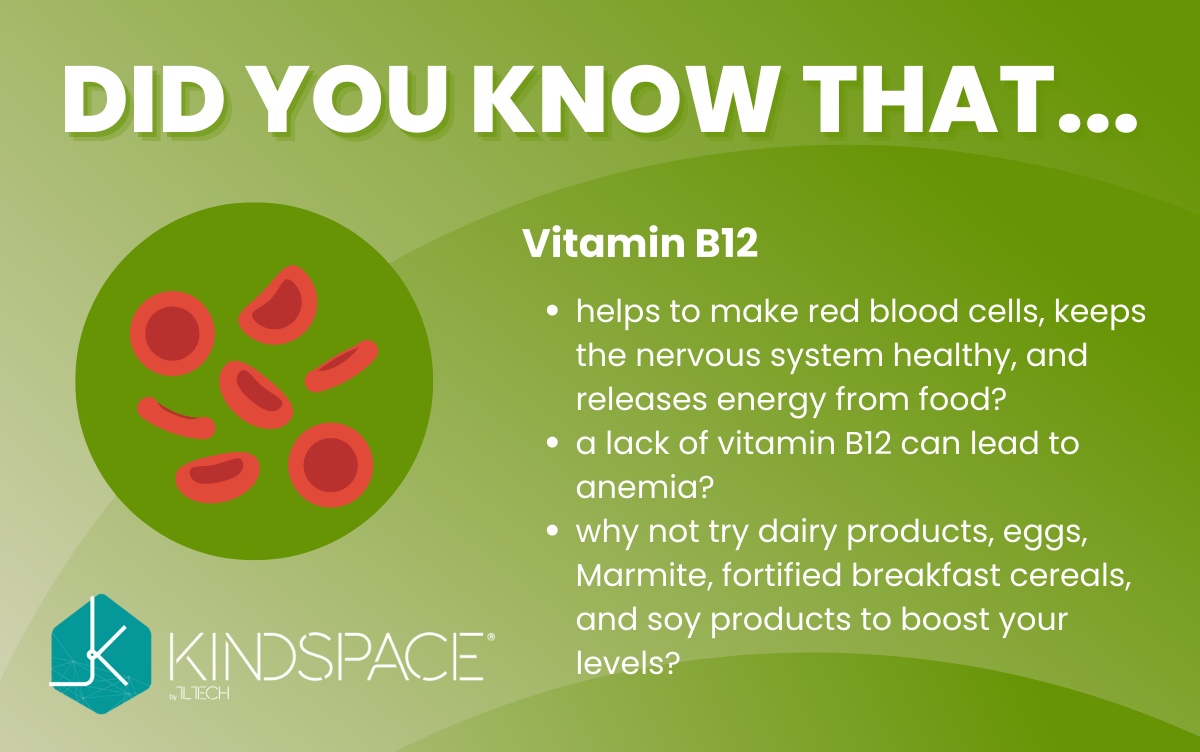 DID YOU KNOW THAT...
Vitamin B12
• helps to make red blood cells, keeps
the nervous system healthy, and
releases energy from food?
• a lack of vitamin B12 can lead to
anemia?
• why not try dairy products, eggs,
Marmite, fortified breakfast cereals,
and soy products to boost your
levels?
KINDSPACE®
by TLTECH